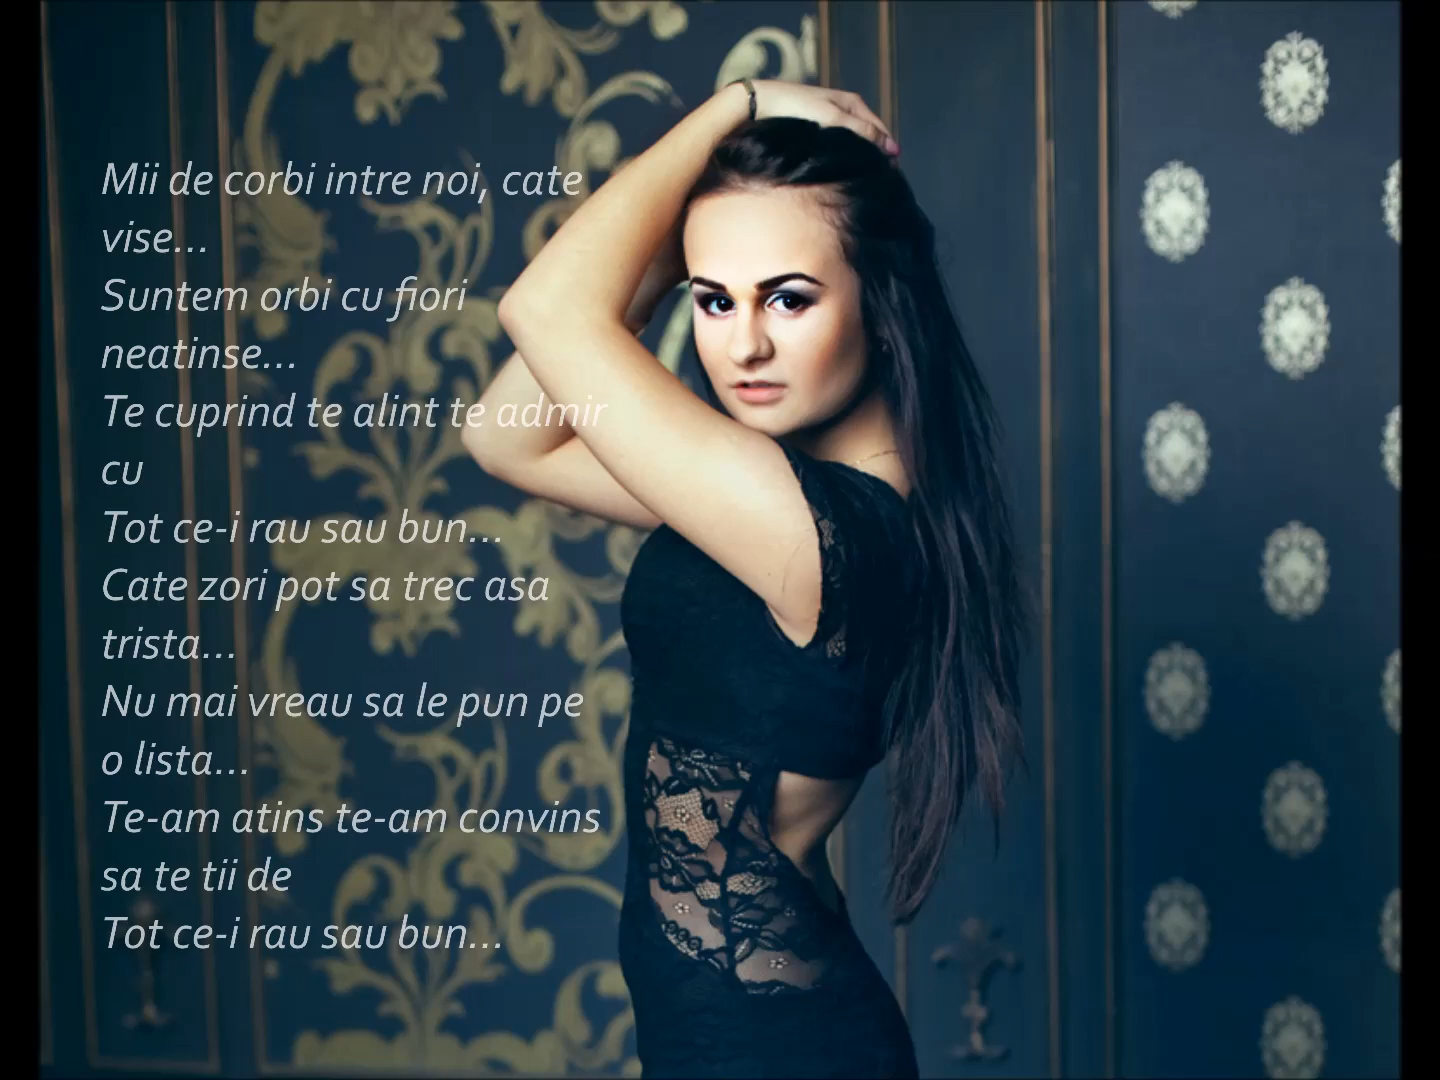 Mii de corbi intre noi, cate
vise...
Suntem orbi cu fiori
neatinse...
Te cuprind te alint te admir
cu
Tot ce-i rau sau bun...
Cate zori pot sa trec asa
trista...
Nu mai vreau sa le pun pe
o lista...
Te-am atins te-am convins
sa te tii de
Tot ce-i rau sau bun...